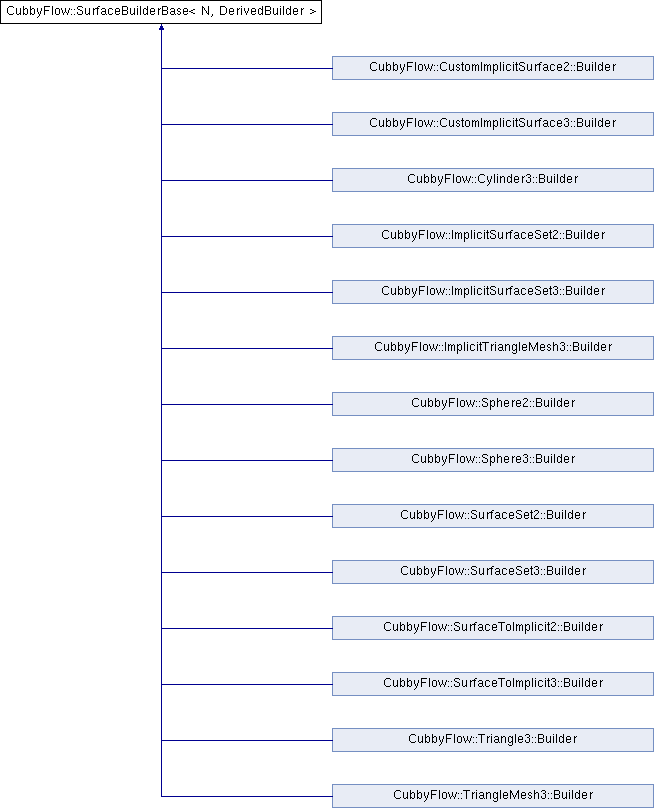 CubbyFlow::SurfaceBuilderBase< N, DerivedBuilder >
CubbyFlow::CustomImplicitSurface2::Builder
CubbyFlow::CustomImplicitSurface3::Builder
CubbyFlow::Cylinder3::Builder
CubbyFlow::ImplicitSurfaceSet2::Builder
CubbyFlow::ImplicitSurfaceSet3::Builder
CubbyFlow::ImplicitTriangleMesh3::Builder
CubbyFlow::Sphere2::Builder
CubbyFlow::Sphere3::Builder
CubbyFlow::SurfaceSet2::Builder
CubbyFlow::SurfaceSet3::Builder
CubbyFlow::SurfaceToImplicit2::Builder
CubbyFlow::SurfaceToImplicit3::Builder
CubbyFlow::Triangle3::Builder
CubbyFlow::TriangleMesh3::Builder